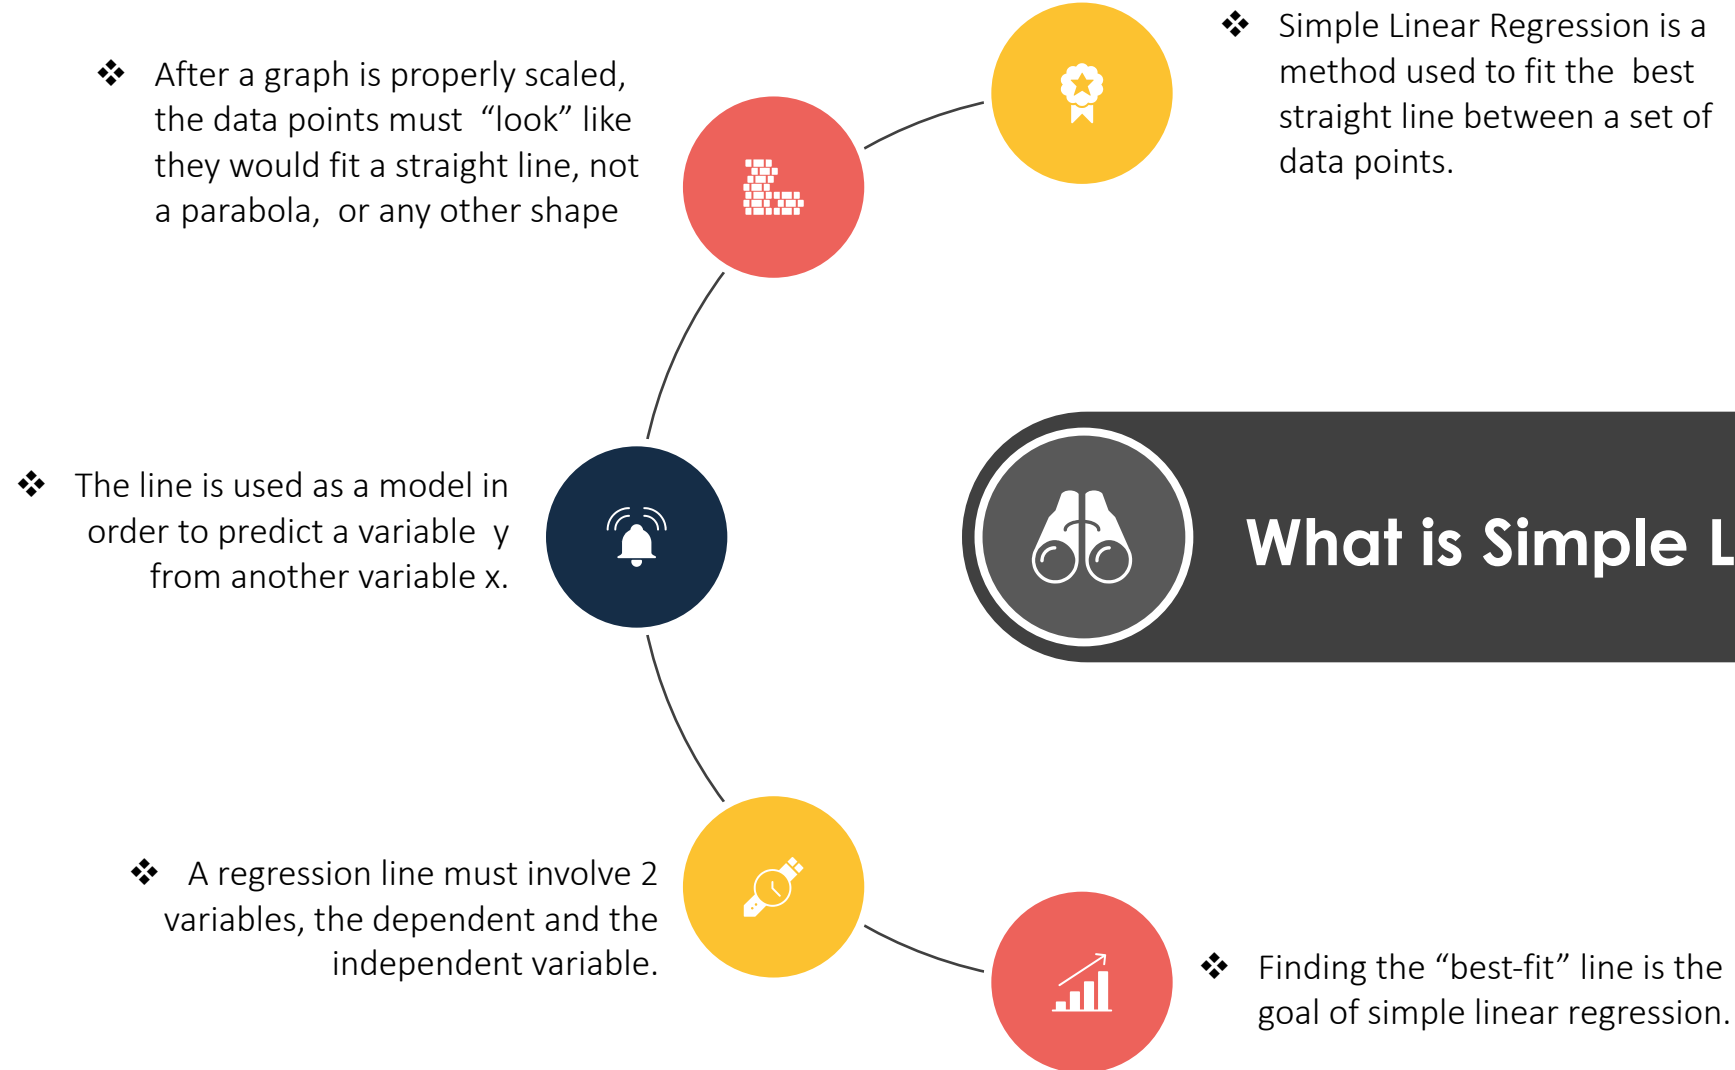 ❖ Simple Linear Regression is a
method used to fit the best
straight line between a set of
data points.
❖ After a graph is properly scaled,
the data points must “look” like
they would fit a straight line, not
a parabola, or any other shape
❖ The line is used as a model in
order to predict a variable y
from another variable x.
What is Simple L
❖ A regression line must involve 2
variables, the dependent and the
independent variable.
❖ Finding the “best-fit” line is the
goal of simple linear regression.